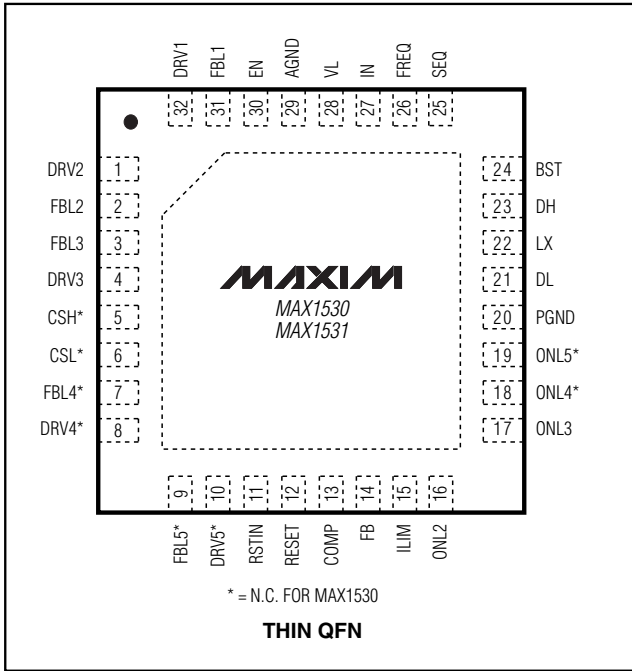 DRV1 FBL1 EN AGND VL IN FREQ SEQ
32 31 30 29 28 27 26 25
DRV2 1 24 BST
FBL2 2 23 DH
FBL3 3 22 LX
DRV3 4 21 DL
MAXIM
MAX1530
MAX1531
CSH* 5 20 PGND
CSL* 6 19 ONL5*
FBL4* 7 18 ONL4*
DRV4* 8 17 ONL3
9 10 11 12 13 14 15 16
FBL5* DRV5* RSTIN RESET COMP FB ILIM ONL2
* = N.C. FOR MAX1530
THIN QFN